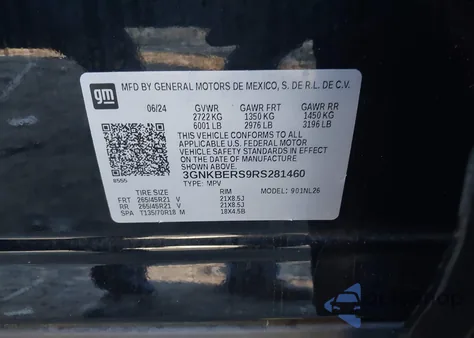 MFD BY GENERAL MOTORS DE MEXICO, S. DE R.L. DE C.V.
gm
06/24 GVWR GAWR FRT GAWR RR
2722 KG 1350 KG 1450 KG
6001 LB 2976 LB 3196 LB
THIS VEHICLE CONFORMS TO ALL
APPLICABLE U.S. FEDERAL MOTOR
VEHICLE SAFETY STANDARDS IN
EFFECT ON THE DATE OF MANUFACTURE
SHOWN ABOVE.
3GNKBERS9RS281460
TYPE: MPV
8555
TIRE SIZE RIM MODEL: 901NL26
FRT 265/45R21 V 21X8.5J
RR 265/45R21 V 21X8.5J
SPA T135/70R18 M 18X4.5B